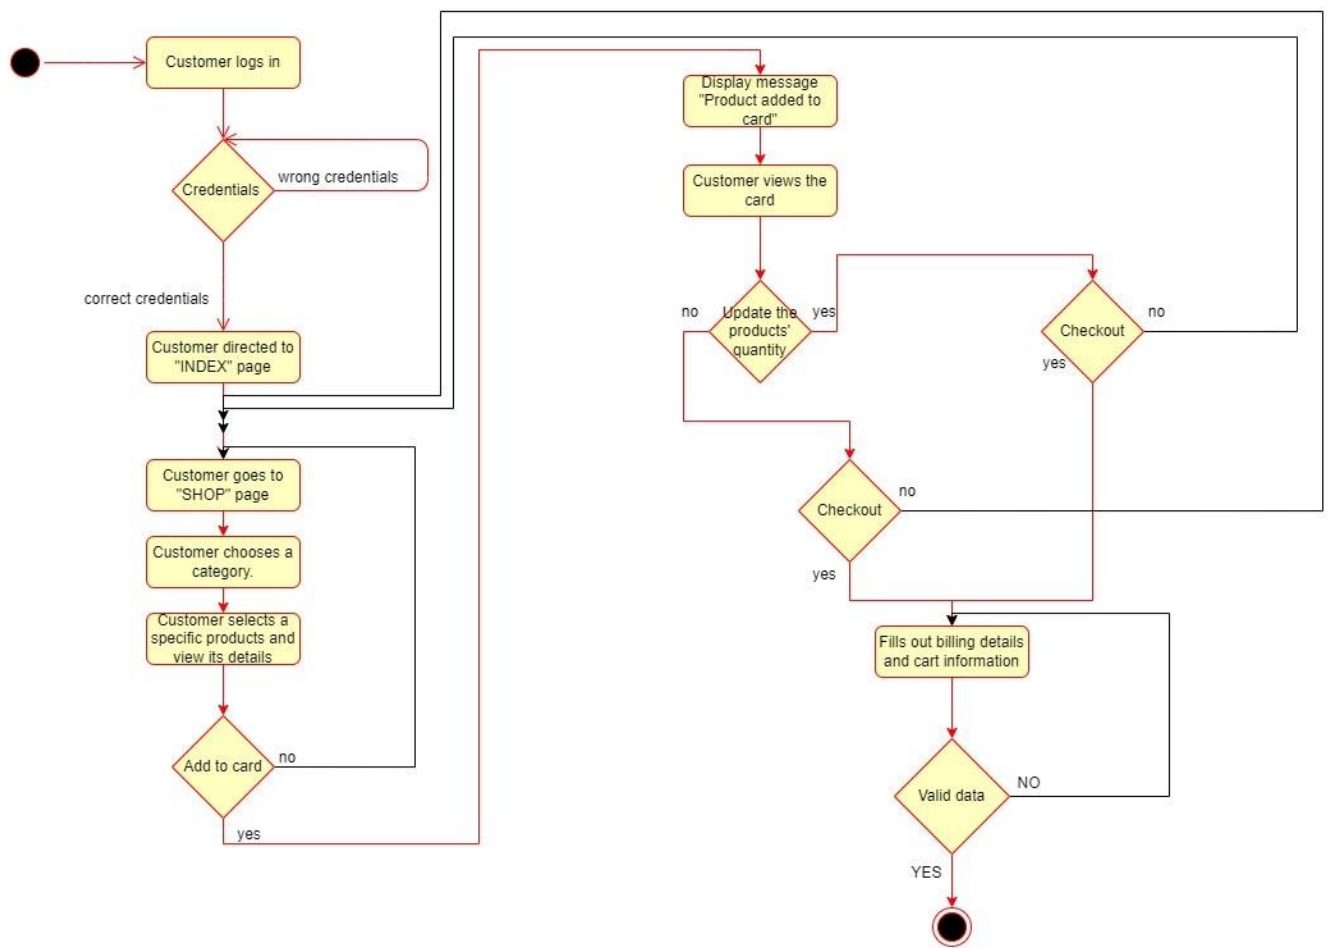 Customer logs in
Credentials
wrong credentials
correct credentials
Customer directed to
"INDEX" page
Customer goes to
"SHOP" page
Customer chooses a
category.
Customer selects a
specific products and
view its details
Add to card
no
yes
Display message
"Product added to
card"
Customer views the
card
no
Update the
products'
quantity
yes
Checkout
no
yes
Checkout
no
yes
Fills out billing details
and cart information
Valid data
NO
YES